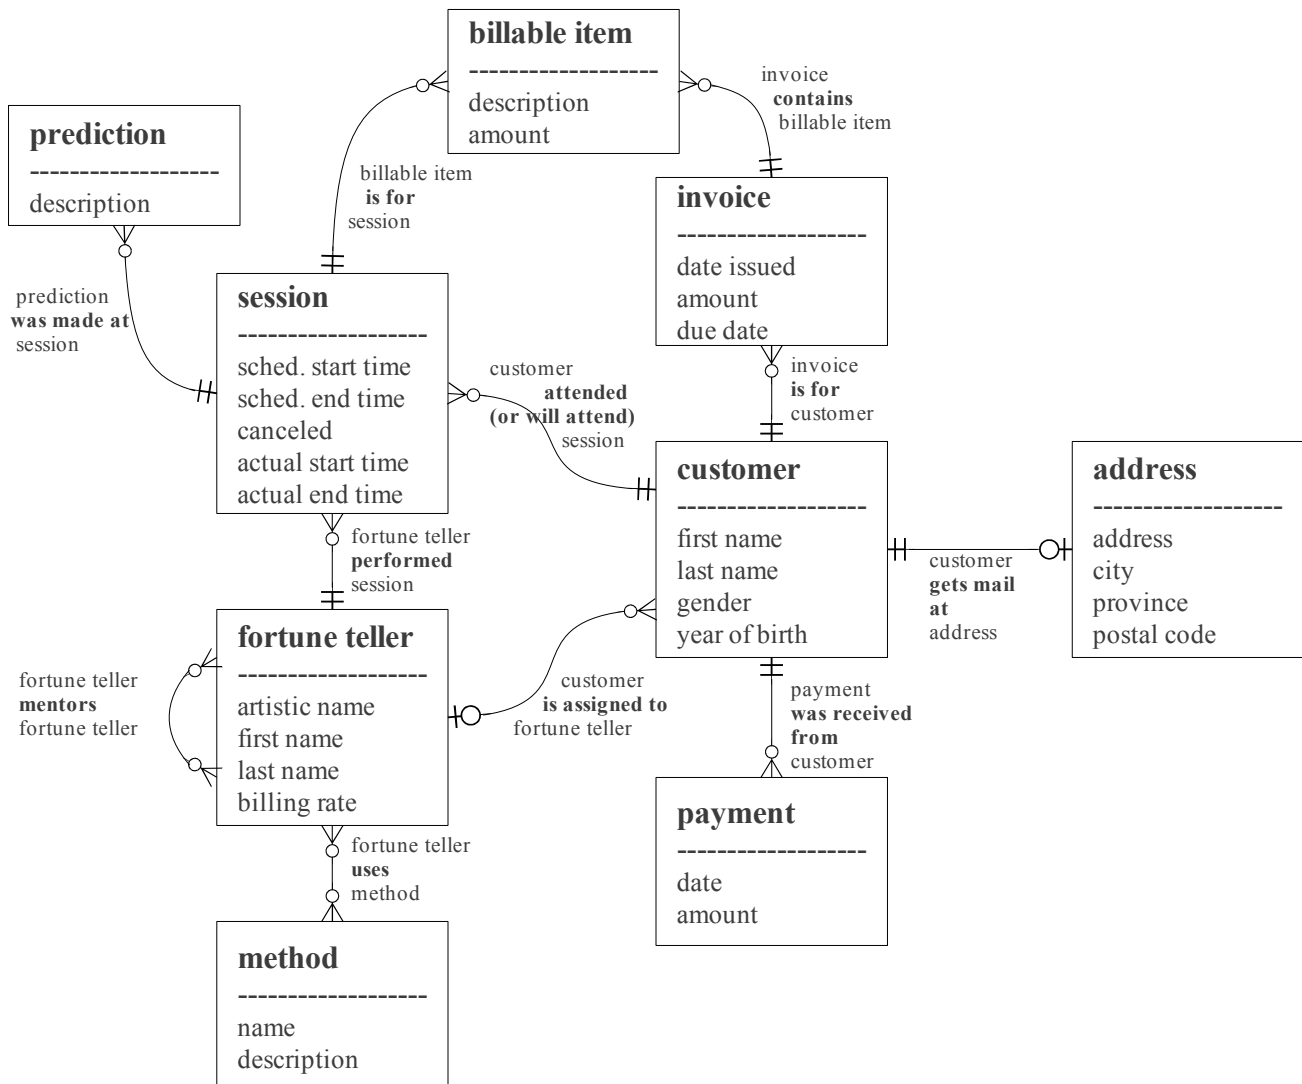 billable item
-------------------
description
amount
invoice
contains
billable item
prediction
-------------------
description
billable item
is for
session
invoice
-------------------
date issued
amount
due date
prediction
was made at
session
session
-------------------
sched. start time
sched. end time
canceled
actual start time
actual end time
customer
attended
(or will attend)
session
invoice
is for
customer
customer
-------------------
first name
last name
gender
year of birth
address
-------------------
address
city
province
postal code
customer
gets mail
at
address
fortune teller
performed
session
fortune teller
-------------------
artistic name
first name
last name
billing rate
fortune teller
mentors
fortune teller
customer
is assigned to
fortune teller
payment
was received
from
customer
payment
-------------------
date
amount
fortune teller
uses
method
method
-------------------
name
description